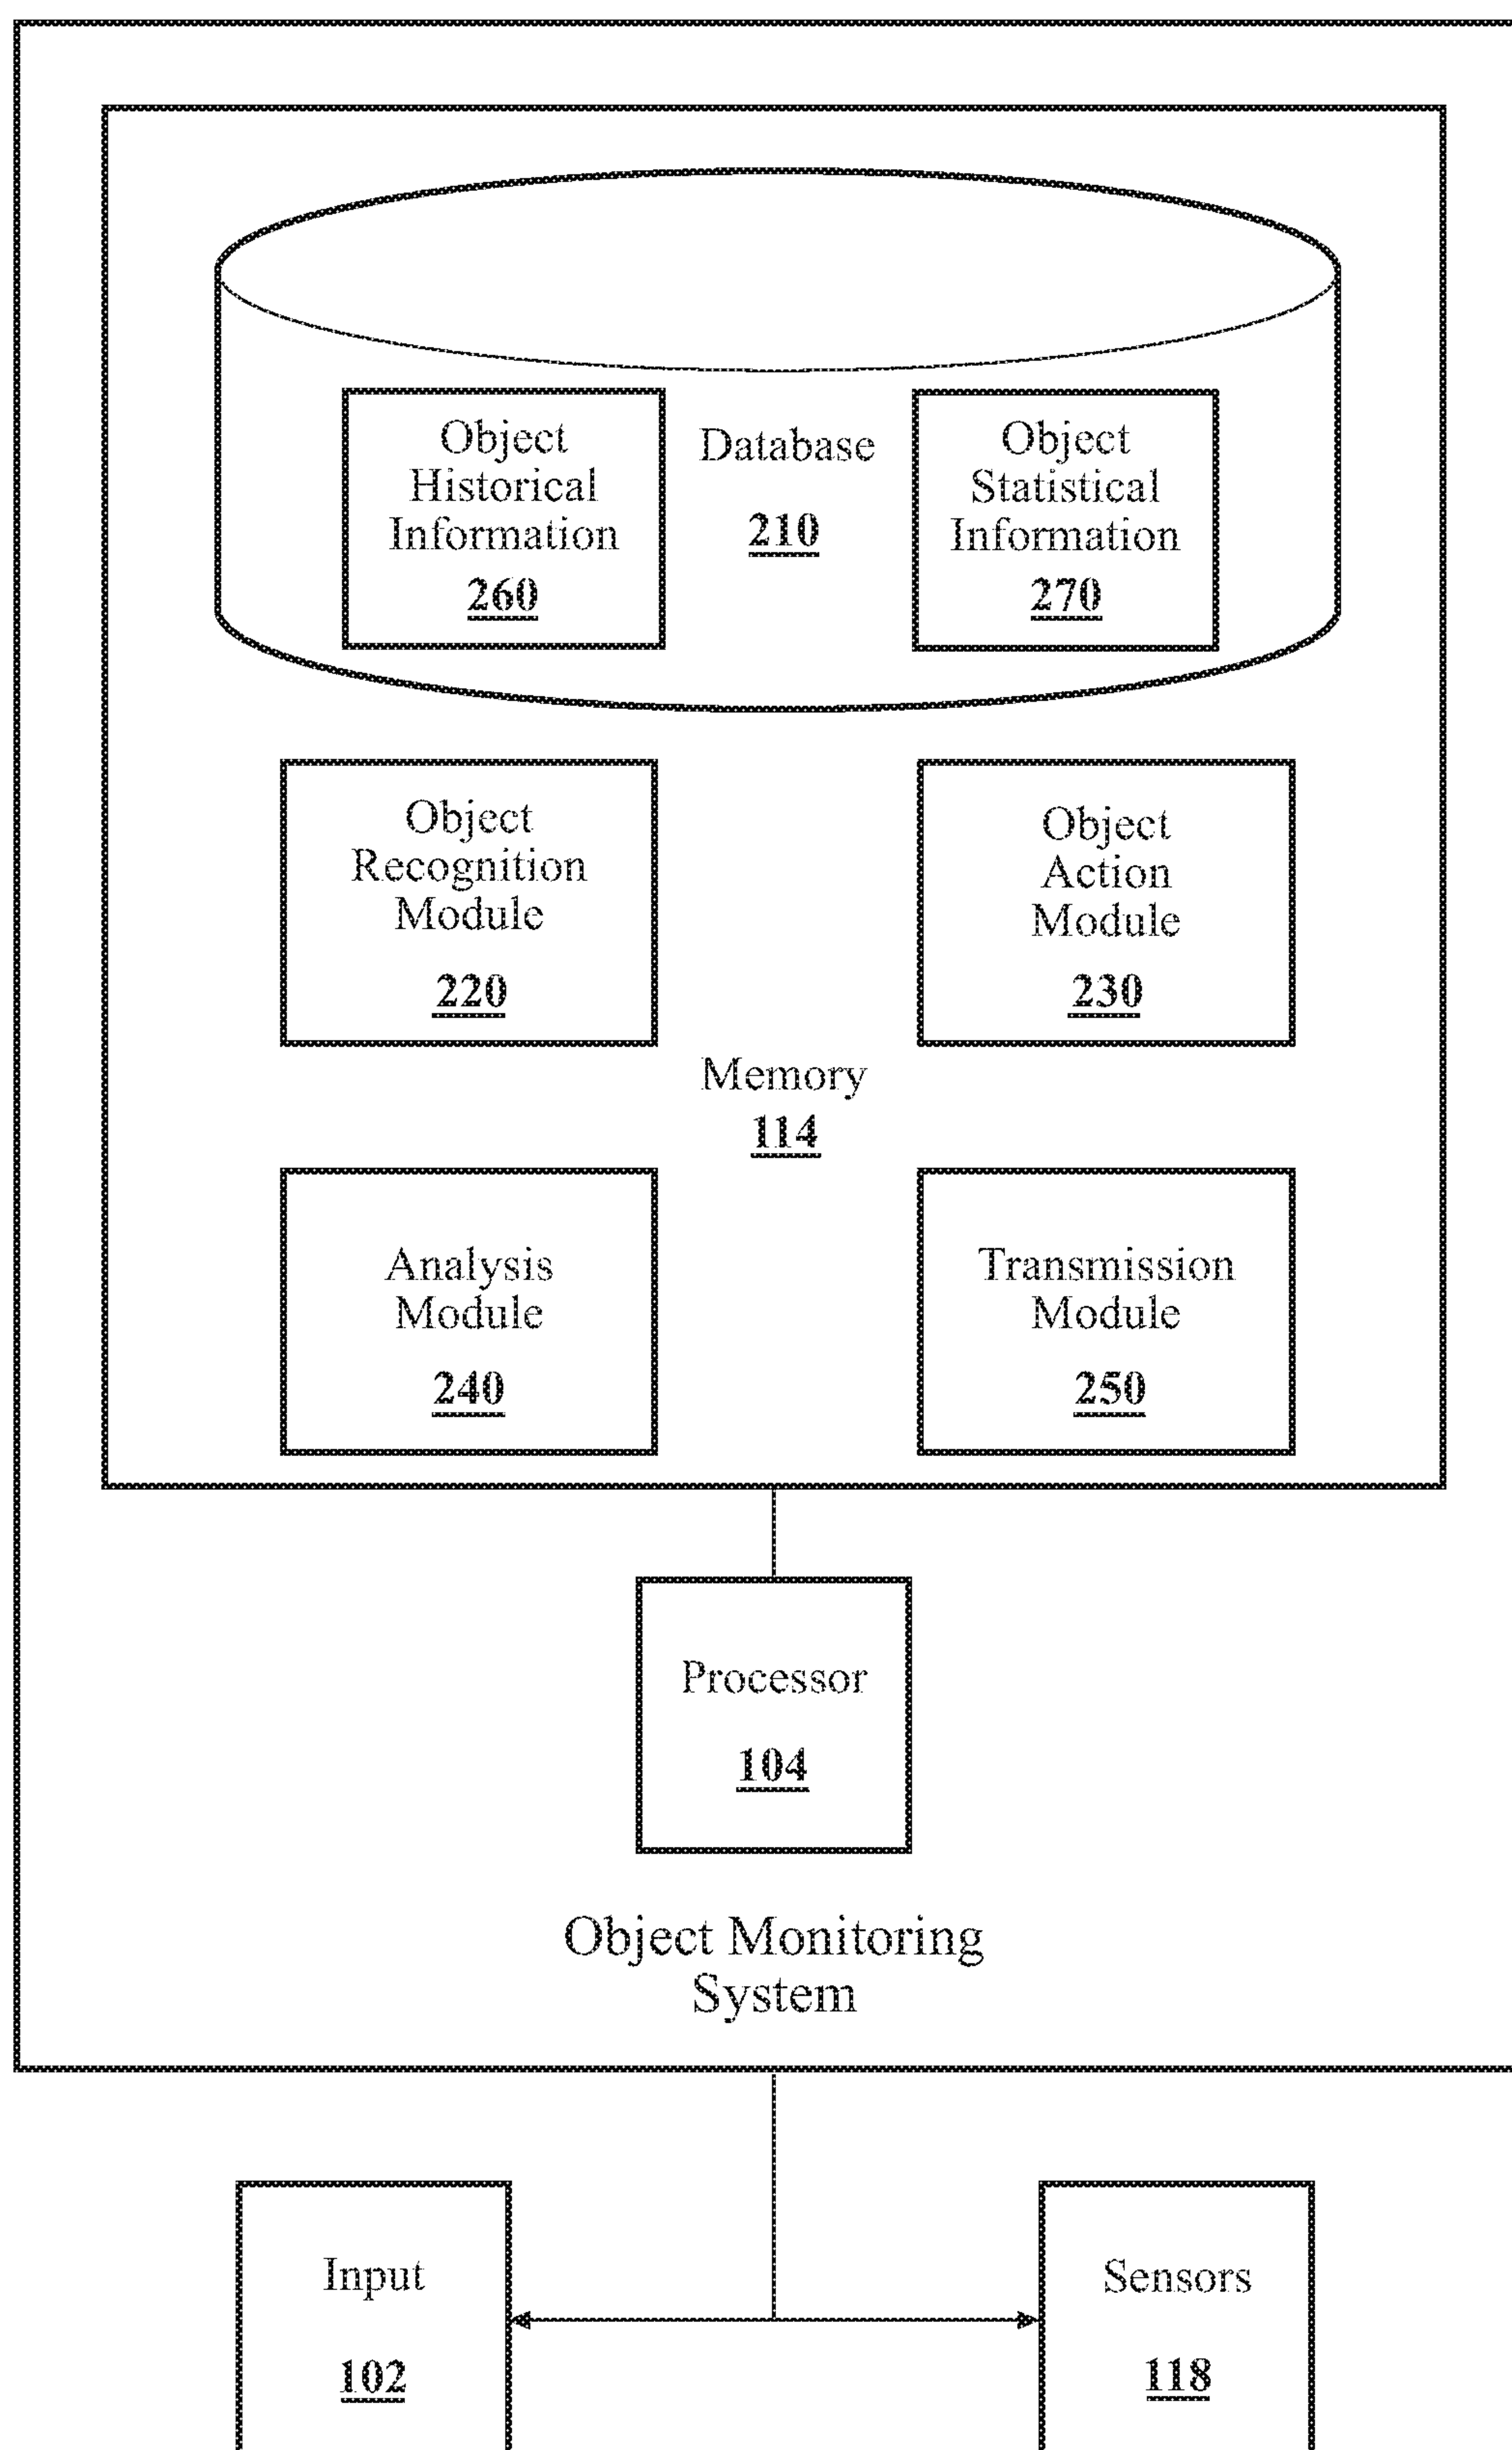 Object
Historical
Information
260
Database
210
Object
Statistical
Information
270
Object
Recognition
Module
220
Object
Action
Module
230
Memory
114
Analysis
Module
240
Transmission
Module
250
Processor
104
Object Monitoring
System
Input
102
Sensors
118